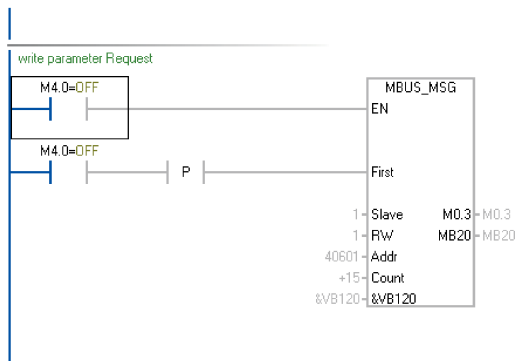 write parameter Request
M4.0=OFF
MBUS_MSG
EN
M4.0=OFF
P
First
1 Slave M0.3 M0.3
1 RW MB20 MB20
40601 Addr
+15 Count
&VB120 &VB120